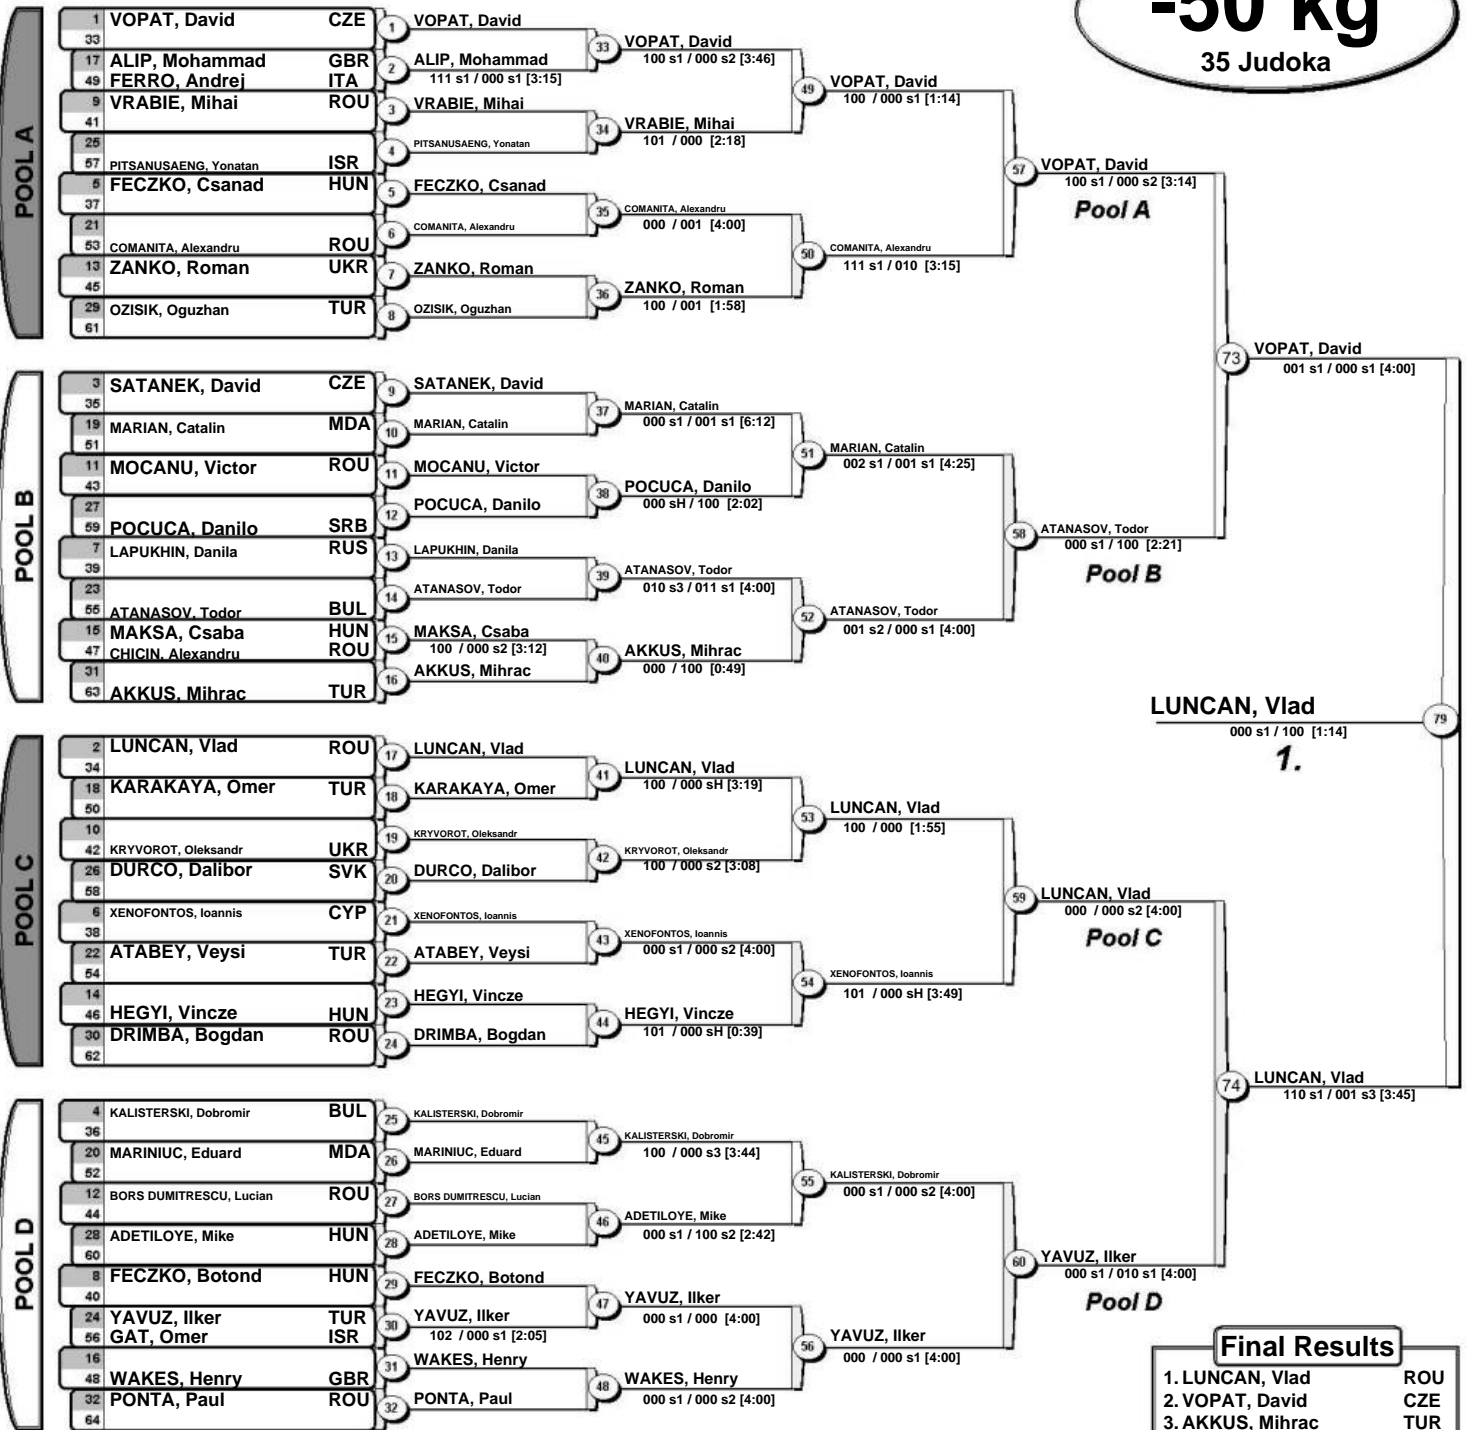 -50 kg
35 Judoka
POOL A
1 VOPAT, David CZE
33
17 ALIP, Mohammad GBR
49 FERRO, Andrej ITA
9 VRABIE, Mihai ROU
41
25
57 PITSANUSAENG, Yonatan ISR
5 FECZKO, Csanad HUN
37
21
53 COMANITA, Alexandru ROU
13 ZANKO, Roman UKR
45
29 OZISIK, Oguzhan TUR
61
1 VOPAT, David
2 ALIP, Mohammad
111 s1 / 000 s1 [3:15]
3 VRABIE, Mihai
4 PITSANUSAENG, Yonatan
5 FECZKO, Csanad
6 COMANITA, Alexandru
7 ZANKO, Roman
8 OZISIK, Oguzhan
33 VOPAT, David
100 s1 / 000 s2 [3:46]
34 VRABIE, Mihai
101 / 000 [2:18]
35 COMANITA, Alexandru
000 / 001 [4:00]
36 ZANKO, Roman
100 / 001 [1:58]
49 VOPAT, David
100 / 000 s1 [1:14]
50 COMANITA, Alexandru
111 s1 / 010 [3:15]
57 VOPAT, David
100 s1 / 000 s2 [3:14]
Pool A
POOL B
3 SATANEK, David CZE
35
19 MARIAN, Catalin MDA
51
11 MOCANU, Victor ROU
43
27
59 POCUCA, Danilo SRB
7 LAPUKHIN, Danila RUS
39
23
55 ATANASOV, Todor BUL
15 MAKSA, Csaba HUN
47 CHICIN, Alexandru ROU
31
63 AKKUS, Mihrac TUR
9 SATANEK, David
10 MARIAN, Catalin
11 MOCANU, Victor
12 POCUCA, Danilo
13 LAPUKHIN, Danila
14 ATANASOV, Todor
15 MAKSA, Csaba
100 / 000 s2 [3:12]
16 AKKUS, Mihrac
37 MARIAN, Catalin
000 s1 / 001 s1 [6:12]
38 POCUCA, Danilo
000 sH / 100 [2:02]
39 ATANASOV, Todor
010 s3 / 011 s1 [4:00]
40 AKKUS, Mihrac
000 / 100 [0:49]
51 MARIAN, Catalin
002 s1 / 001 s1 [4:25]
52 ATANASOV, Todor
001 s2 / 000 s1 [4:00]
58 ATANASOV, Todor
000 s1 / 100 [2:21]
Pool B
73 VOPAT, David
001 s1 / 000 s1 [4:00]
LUNCAN, Vlad 79
000 s1 / 100 [1:14]
1.
POOL C
2 LUNCAN, Vlad ROU
34
18 KARAKAYA, Omer TUR
50
10
42 KRYVOROT, Oleksandr UKR
26 DURCO, Dalibor SVK
58
6 XENOFONTOS, Ioannis CYP
38
22 ATABEY, Veysi TUR
54
14
46 HEGYI, Vincze HUN
30 DRIMBA, Bogdan ROU
62
17 LUNCAN, Vlad
18 KARAKAYA, Omer
19 KRYVOROT, Oleksandr
20 DURCO, Dalibor
21 XENOFONTOS, Ioannis
22 ATABEY, Veysi
23 HEGYI, Vincze
24 DRIMBA, Bogdan
41 LUNCAN, Vlad
100 / 000 sH [3:19]
42 KRYVOROT, Oleksandr
100 / 000 s2 [3:08]
43 XENOFONTOS, Ioannis
000 s1 / 000 s2 [4:00]
44 HEGYI, Vincze
101 / 000 sH [0:39]
53 LUNCAN, Vlad
100 / 000 [1:55]
54 XENOFONTOS, Ioannis
101 / 000 sH [3:49]
59 LUNCAN, Vlad
000 / 000 s2 [4:00]
Pool C
74 LUNCAN, Vlad
110 s1 / 001 s3 [3:45]
POOL D
4 KALISTERSKI, Dobromir BUL
36
20 MARINIUC, Eduard MDA
52
12 BORS DUMITRESCU, Lucian ROU
44
28 ADETILOYE, Mike HUN
60
8 FECZKO, Botond HUN
40
24 YAVUZ, Ilker TUR
56 GAT, Omer ISR
16
48 WAKES, Henry GBR
32 PONTA, Paul ROU
64
25 KALISTERSKI, Dobromir
26 MARINIUC, Eduard
27 BORS DUMITRESCU, Lucian
28 ADETILOYE, Mike
29 FECZKO, Botond
30 YAVUZ, Ilker
102 / 000 s1 [2:05]
31 WAKES, Henry
32 PONTA, Paul
45 KALISTERSKI, Dobromir
100 / 000 s3 [3:44]
46 ADETILOYE, Mike
000 s1 / 100 s2 [2:42]
47 YAVUZ, Ilker
000 s1 / 000 [4:00]
48 WAKES, Henry
000 s1 / 000 s2 [4:00]
55 KALISTERSKI, Dobromir
000 s1 / 000 s2 [4:00]
56 YAVUZ, Ilker
000 / 000 s1 [4:00]
60 YAVUZ, Ilker
000 s1 / 010 s1 [4:00]
Pool D
Final Results
1. LUNCAN, Vlad ROU
2. VOPAT, David CZE
3. AKKUS, Mihrac TUR